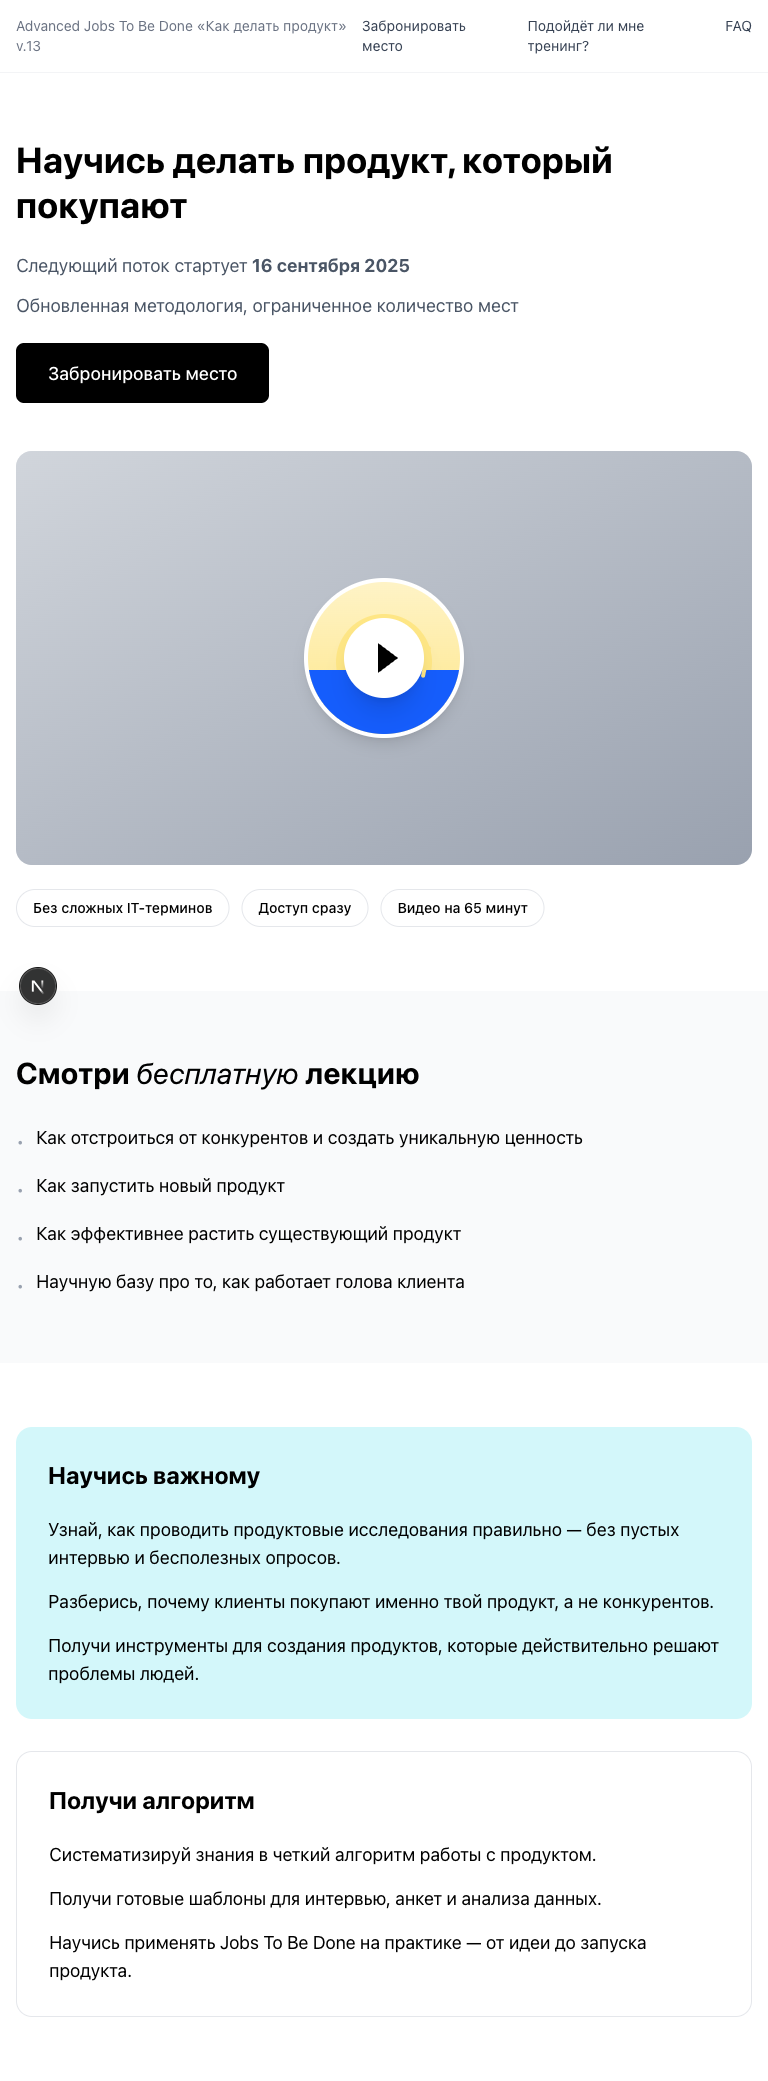 Advanced Jobs To Be Done «Как делать продукт»
v.13
Забронировать
место
Подойдёт ли мне
тренинг?
FAQ
Научись делать продукт, который
покупают
Следующий поток стартует 16 сентября 2025
Обновленная методология, ограниченное количество мест
Забронировать место
Без сложных IT-терминов
Доступ сразу
Видео на 65 минут
N
Смотри бесплатную лекцию
Как отстроиться от конкурентов и создать уникальную ценность
Как запустить новый продукт
Как эффективнее растить существующий продукт
Научную базу про то, как работает голова клиента
Научись важному
Узнай, как проводить продуктовые исследования правильно — без пустых
интервью и бесполезных опросов.
Разберись, почему клиенты покупают именно твой продукт, а не конкурентов.
Получи инструменты для создания продуктов, которые действительно решают
проблемы людей.
Получи алгоритм
Систематизируй знания в четкий алгоритм работы с продуктом.
Получи готовые шаблоны для интервью, анкет и анализа данных.
Научись применять Jobs To Be Done на практике — от идеи до запуска
продукта.